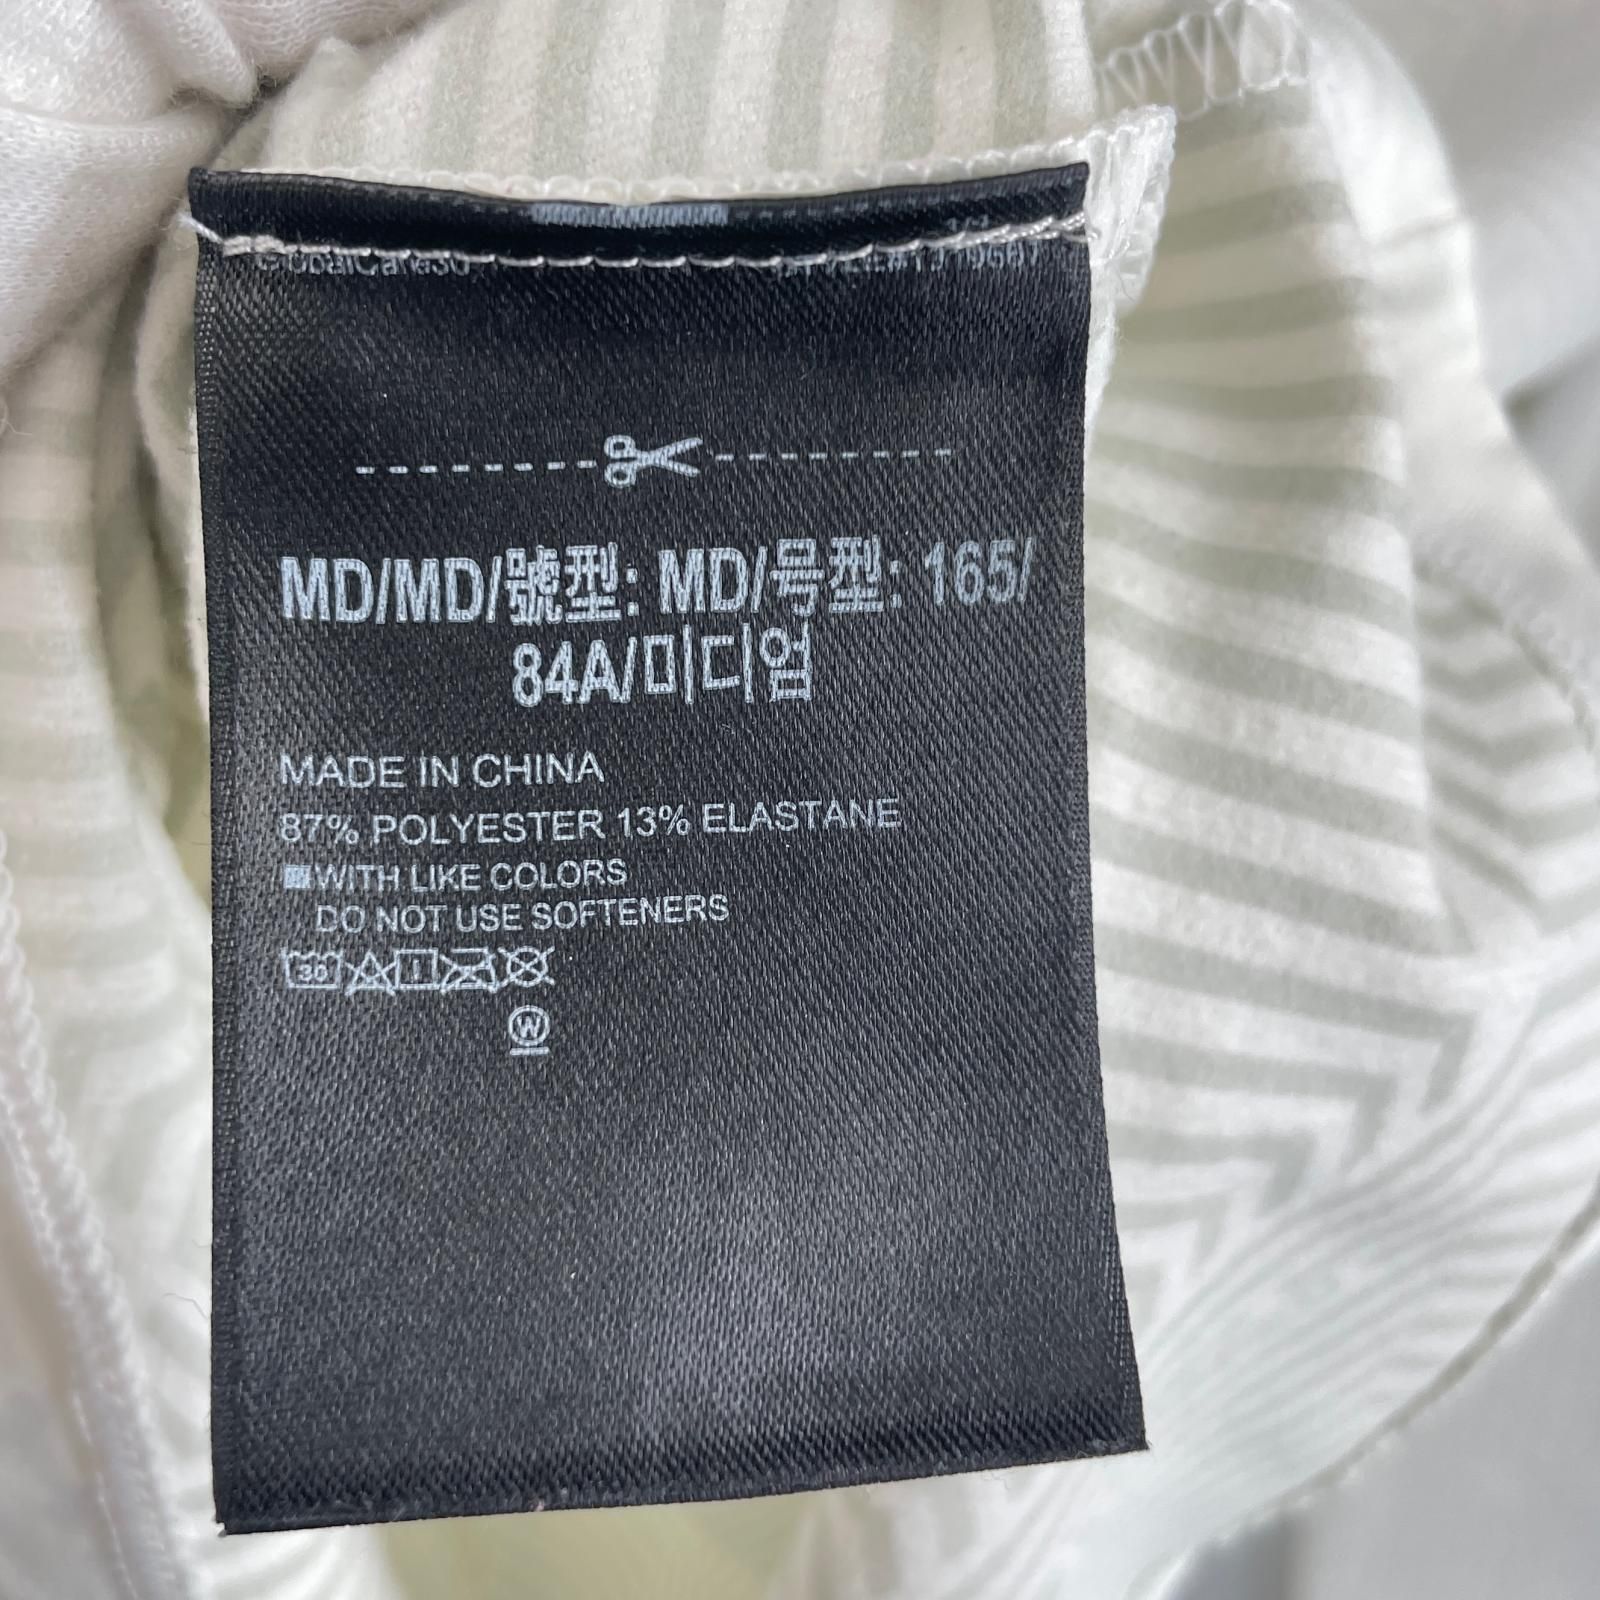 MD/MD/號型: MD/号型: 165/
84A/미디엄
MADE IN CHINA
87% POLYESTER 13% ELASTANE
WITH LIKE COLORS
DO NOT USE SOFTENERS
30
W